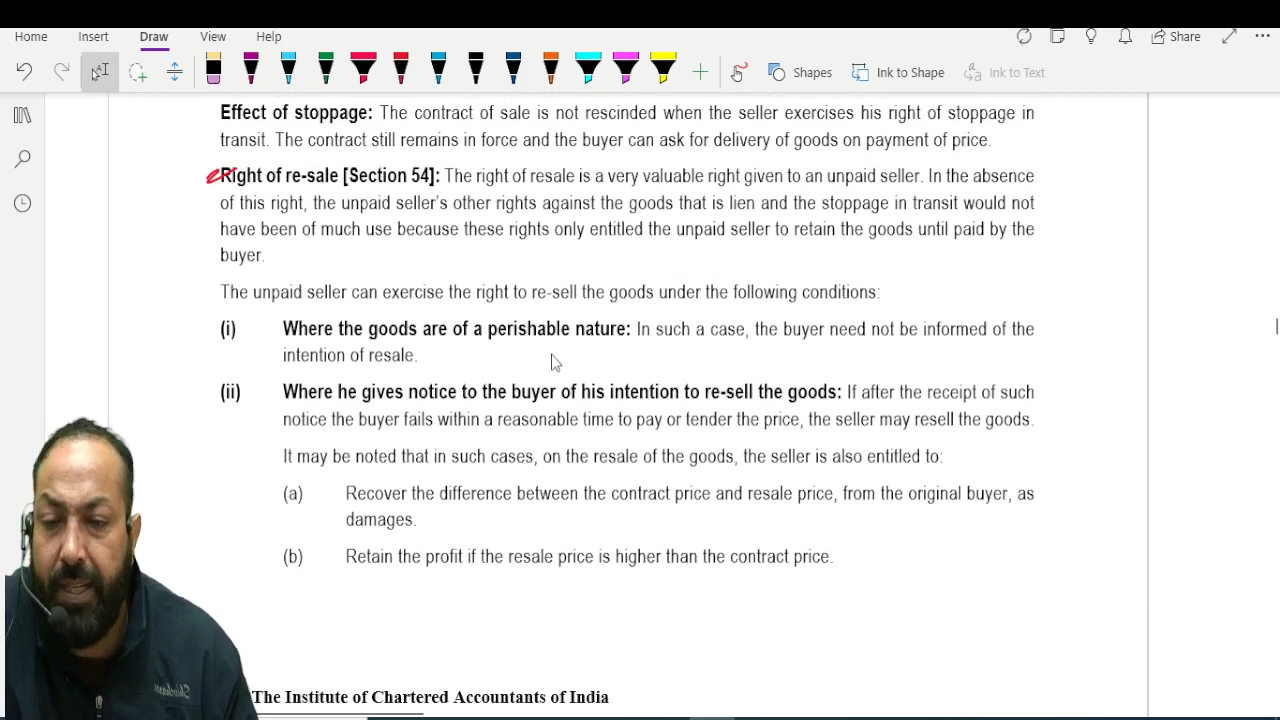 Home Insert Draw View Help
Share
Shapes Ink to Shape Ink to Text
Effect of stoppage: The contract of sale is not rescinded when the seller exercises his right of stoppage in
transit. The contract still remains in force and the buyer can ask for delivery of goods on payment of price.
Right of re-sale [Section 54]: The right of resale is a very valuable right given to an unpaid seller. In the absence
of this right, the unpaid seller's other rights against the goods that is lien and the stoppage in transit would not
have been of much use because these rights only entitled the unpaid seller to retain the goods until paid by the
buyer.
The unpaid seller can exercise the right to re-sell the goods under the following conditions:
(i) Where the goods are of a perishable nature: In such a case, the buyer need not be informed of the
intention of resale.
(ii) Where he gives notice to the buyer of his intention to re-sell the goods: If after the receipt of such
notice the buyer fails within a reasonable time to pay or tender the price, the seller may resell the goods.
It may be noted that in such cases, on the resale of the goods, the seller is also entitled to:
(a) Recover the difference between the contract price and resale price, from the original buyer, as
damages.
(b) Retain the profit if the resale price is higher than the contract price.
The Institute of Chartered Accountants of India